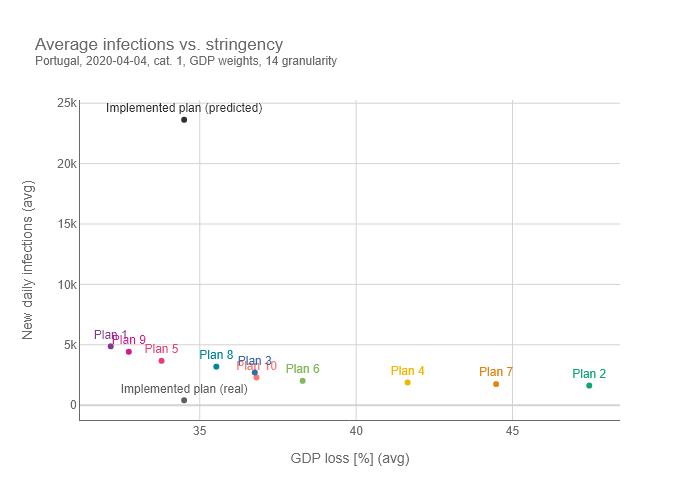 Average infections vs. stringency
Portugal, 2020-04-04, cat. 1, GDP weights, 14 granularity
25k
Implemented plan (predicted)
20k
15k
10k
5k
0
New daily infections (avg)
Plan 1
Plan 9
Plan 5
Plan 8
Plan 3
Plan 10
Plan 6
Plan 4
Plan 7
Plan 2
Implemented plan (real)
35
40
45
GDP loss [%] (avg)